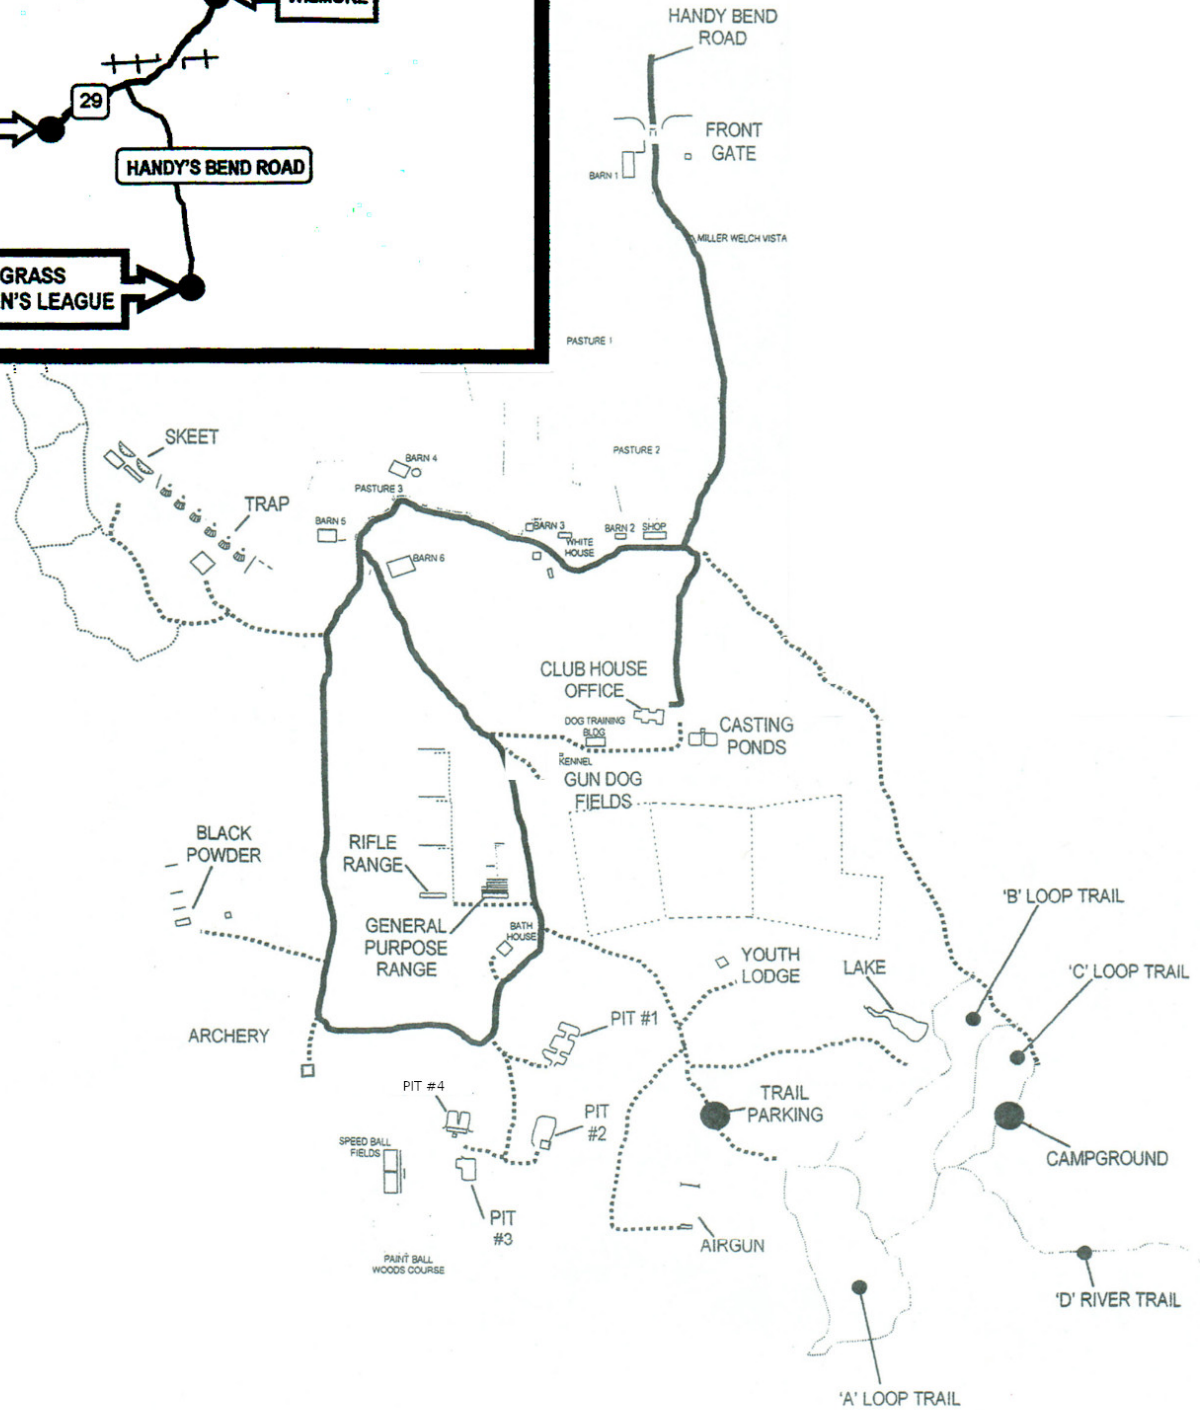 29
HANDY'S BEND ROAD
GRASS
N'S LEAGUE
HANDY BEND
ROAD
FRONT
GATE
BARN 1
MILLER WELCH VISTA
PASTURE 1
PASTURE 2
SKEET
BARN 4
PASTURE 3
TRAP
BARN 5
BARN 3
BARN 2
SHOP
WHITE
HOUSE
BARN 6
CLUB HOUSE
OFFICE
DOG TRAINING
BLDG
CASTING
PONDS
KENNEL
GUN DOG
FIELDS
BLACK
POWDER
RIFLE
RANGE
GENERAL
PURPOSE
RANGE
BATH
HOUSE
'B' LOOP TRAIL
YOUTH
LODGE
LAKE
'C' LOOP TRAIL
ARCHERY
PIT #1
PIT #4
TRAIL
PARKING
PIT
#2
SPEED BALL
FIELDS
CAMPGROUND
PIT
#3
AIRGUN
PAINT BALL
WOODS COURSE
'D' RIVER TRAIL
'A' LOOP TRAIL